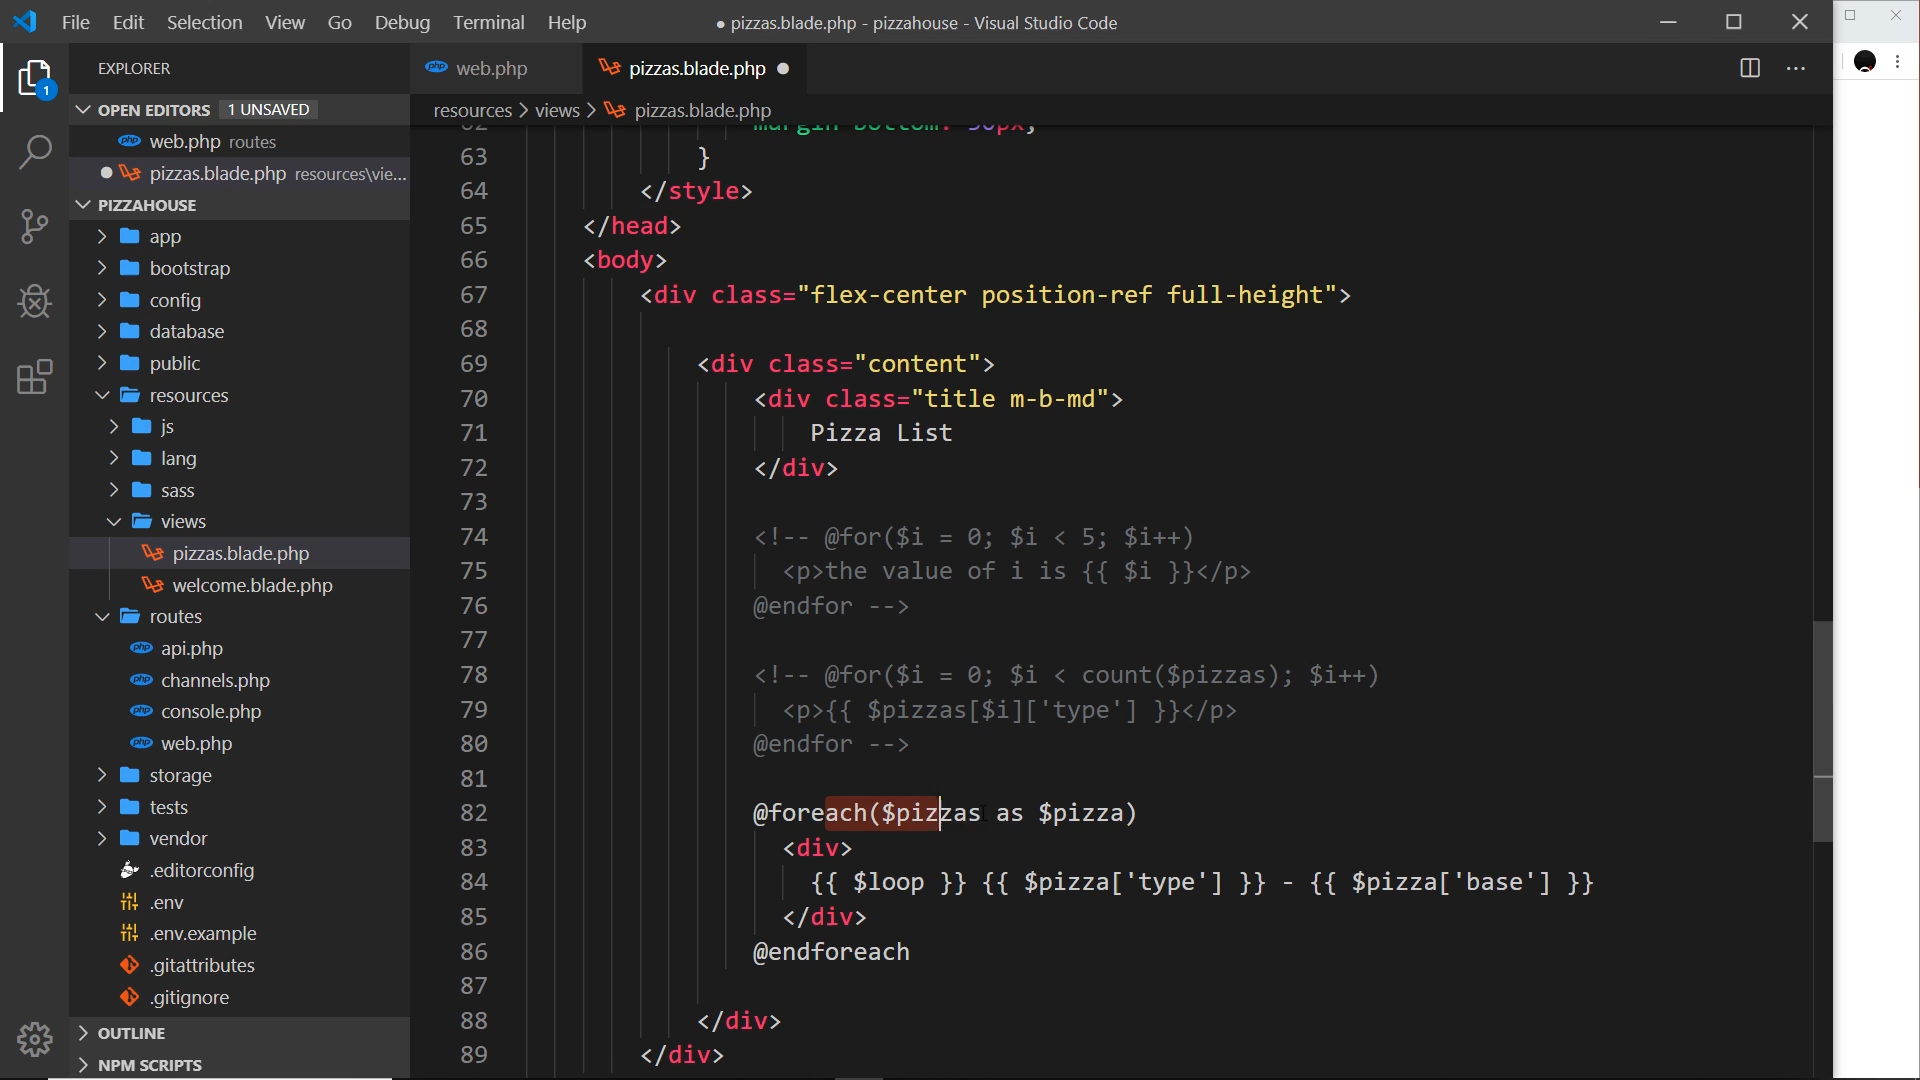 File Edit Selection View Go Debug Terminal Help
● pizzas.blade.php - pizzahouse - Visual Studio Code
EXPLORER
OPEN EDITORS 1 UNSAVED
web.php routes
pizzas.blade.php resources\vie...
PIZZAHOUSE
app
bootstrap
config
database
public
resources
js
lang
sass
views
pizzas.blade.php
welcome.blade.php
routes
api.php
channels.php
console.php
web.php
storage
tests
vendor
.editorconfig
.env
.env.example
.gitattributes
.gitignore
OUTLINE
NPM SCRIPTS
1
web.php
pizzas.blade.php
resources > views > pizzas.blade.php
62 margin-bottom: 30px;
63 }
64 </style>
65 </head>
66 <body>
67 <div class="flex-center position-ref full-height">
68
69 <div class="content">
70 <div class="title m-b-md">
71 Pizza List
72 </div>
73
74 <!-- @for($i = 0; $i < 5; $i++)
75 <p>the value of i is {{ $i }}</p>
76 @endfor -->
77
78 <!-- @for($i = 0; $i < count($pizzas); $i++)
79 <p>{{ $pizzas[$i]['type'] }}</p>
80 @endfor -->
81
82 @foreach($pizzas as $pizza)
83 <div>
84 {{ $loop }} {{ $pizza['type'] }} - {{ $pizza['base'] }}
85 </div>
86 @endforeach
87
88 </div>
89 </div>